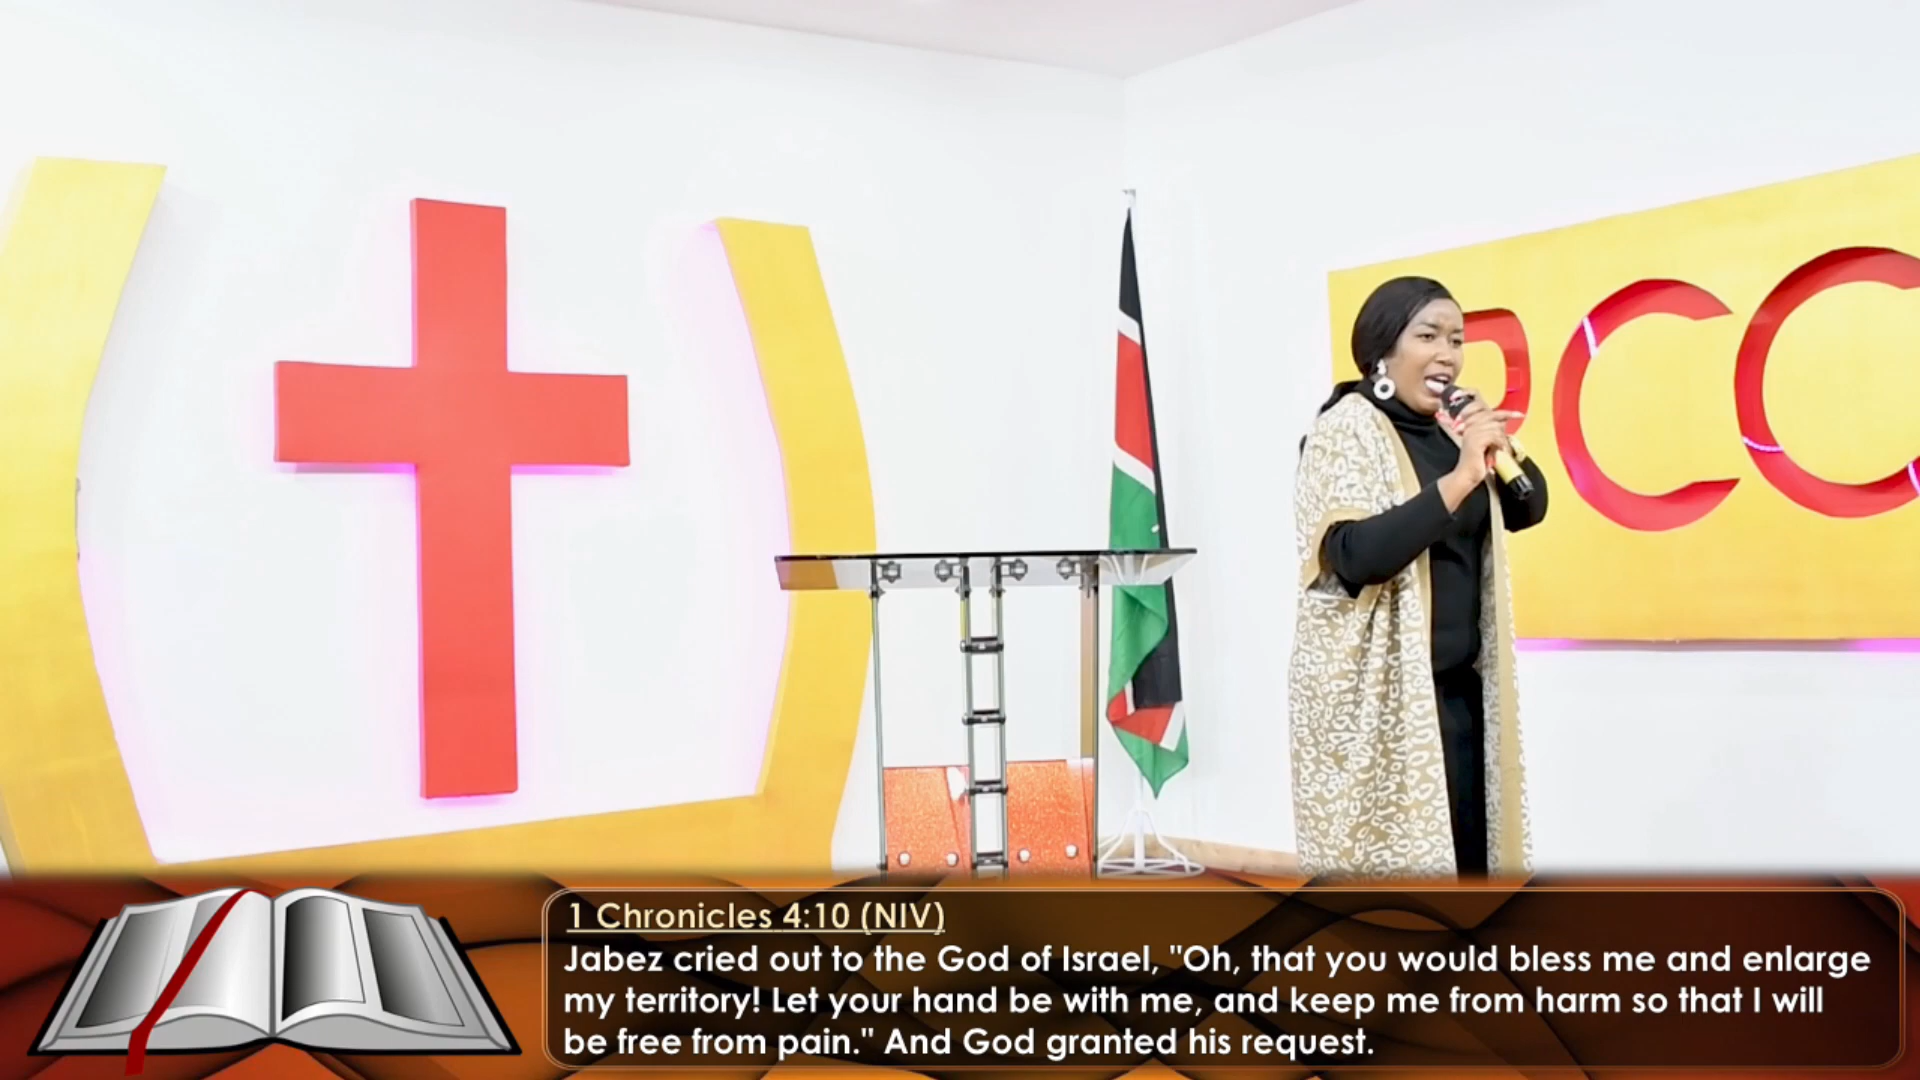 CC
1 Chronicles 4:10 (NIV)
Jabez cried out to the God of Israel, "Oh, that you would bless me and enlarge
my territory! Let your hand be with me, and keep me from harm so that I will
be free from pain." And God granted his request.